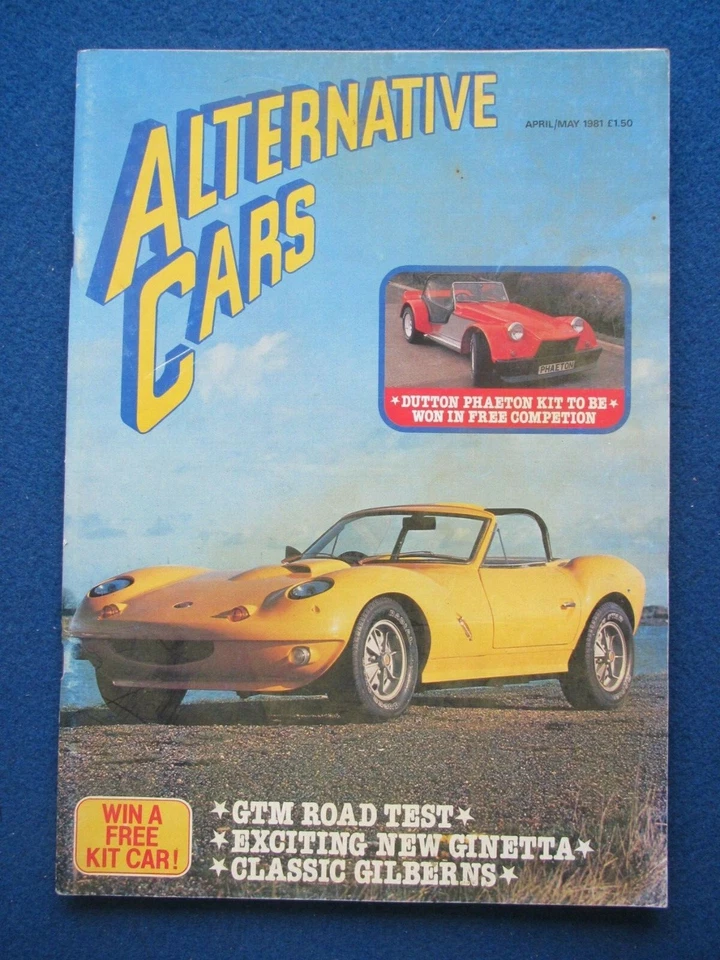 ALTERNATIVE
CARS
APRIL/MAY 1981 £1.50
PHAETON
★DUTTON PHAETON KIT TO BE★
WON IN FREE COMPETION
WIN A
FREE
KIT CAR!
★GTM ROAD TEST★
★EXCITING NEW GINETTA★
★CLASSIC GILBERNS★